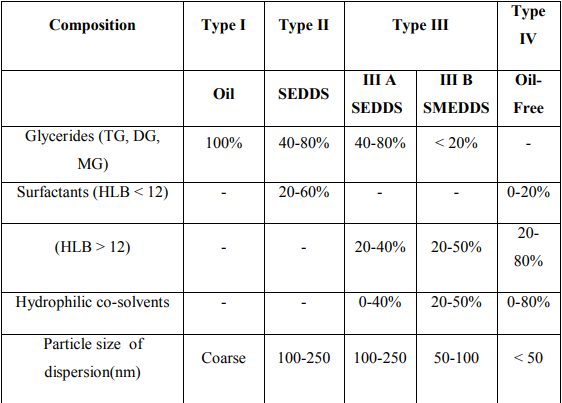 Composition Type I Type II Type III Type IV
Oil SEDDS III A SEDDS III B SMEDDS Oil-Free
Glycerides (TG, DG, MG) 100% 40-80% 40-80% < 20% -
Surfactants (HLB < 12) - 20-60% - - 0-20%
(HLB > 12) - - 20-40% 20-50% 20-80%
Hydrophilic co-solvents - - 0-40% 20-50% 0-80%
Particle size of dispersion(nm) Coarse 100-250 100-250 50-100 < 50